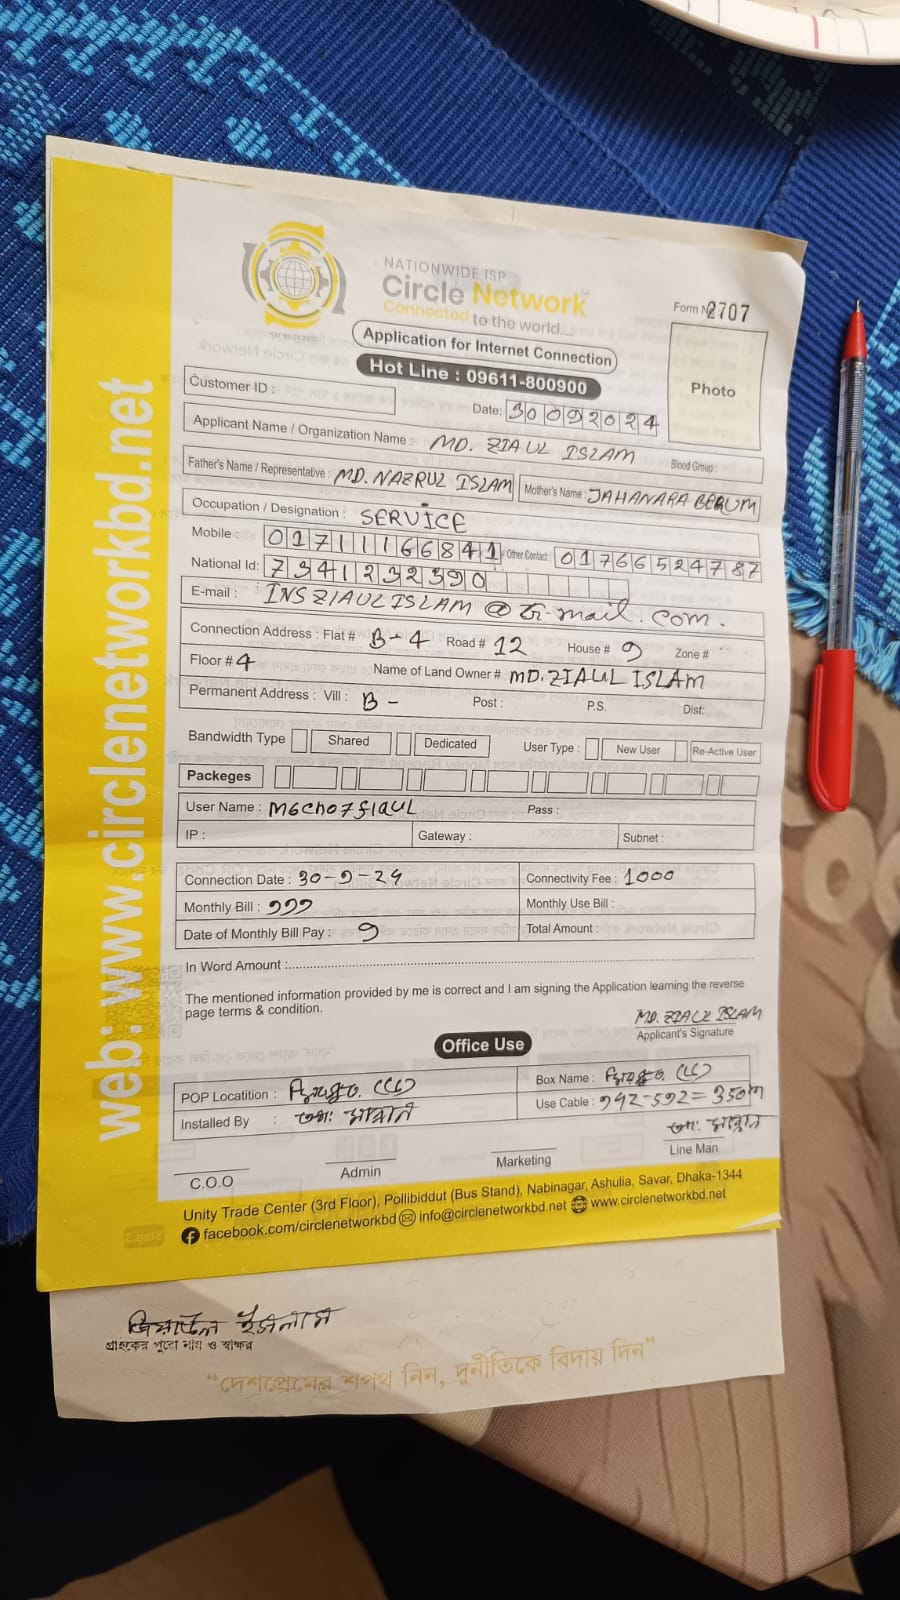 NATIONWIDE ISP
Circle Network
Connected to the world....
Form № 2707
Application for Internet Connection
Hot Line : 09611-800900
Photo
Customer ID :
Date: 30092024
Applicant Name / Organization Name : MD. ZIAUL ISLAM Blood Group :
Father's Name / Representative : MD. NAZRUL ISLAM Mother's Name : JAHANARA BEGUM
Occupation / Designation : SERVICE
Mobile : 01711166841 Other Contact : 01766524787
National Id: 7341232390
E-mail : INSZIAULISLAM @ G-mail. com.
Connection Address : Flat # B-4 Road # 12 House # 9 Zone #
Floor # 4 Name of Land Owner # MD. ZIAUL ISLAM
Permanent Address : Vill : B - Post : P.S. Dist:
Bandwidth Type Shared Dedicated User Type : New User Re-Active User
Packeges
User Name : Pass :
IP : Gateway : Subnet :
Connection Date : 30-9-24 Connectivity Fee : 1000
Monthly Bill : 999 Monthly Use Bill :
Date of Monthly Bill Pay : 9 Total Amount :
In Word Amount :
The mentioned information provided by me is correct and I am signing the Application learning the reverse
page terms & condition.
MD. ZIAUL ISLAM
Applicant's Signature
Office Use
POP Locatition : Box Name :
Installed By : Use Cable : 942-592= 350m
C.O.O Admin Marketing Line Man
Unity Trade Center (3rd Floor), Pollibiddut (Bus Stand), Nabinagar, Ashulia, Savar, Dhaka-1344
facebook.com/circlenetworkbd info@circlenetworkbd.net www.circlenetworkbd.net
web: www.circlenetworkbd.net
জিয়াউল ইসলাম
গ্রাহকের পুরো নাম ও স্বাক্ষর
“দেশপ্রেমের শপথ নিন, দুর্নীতিকে বিদায় দিন”